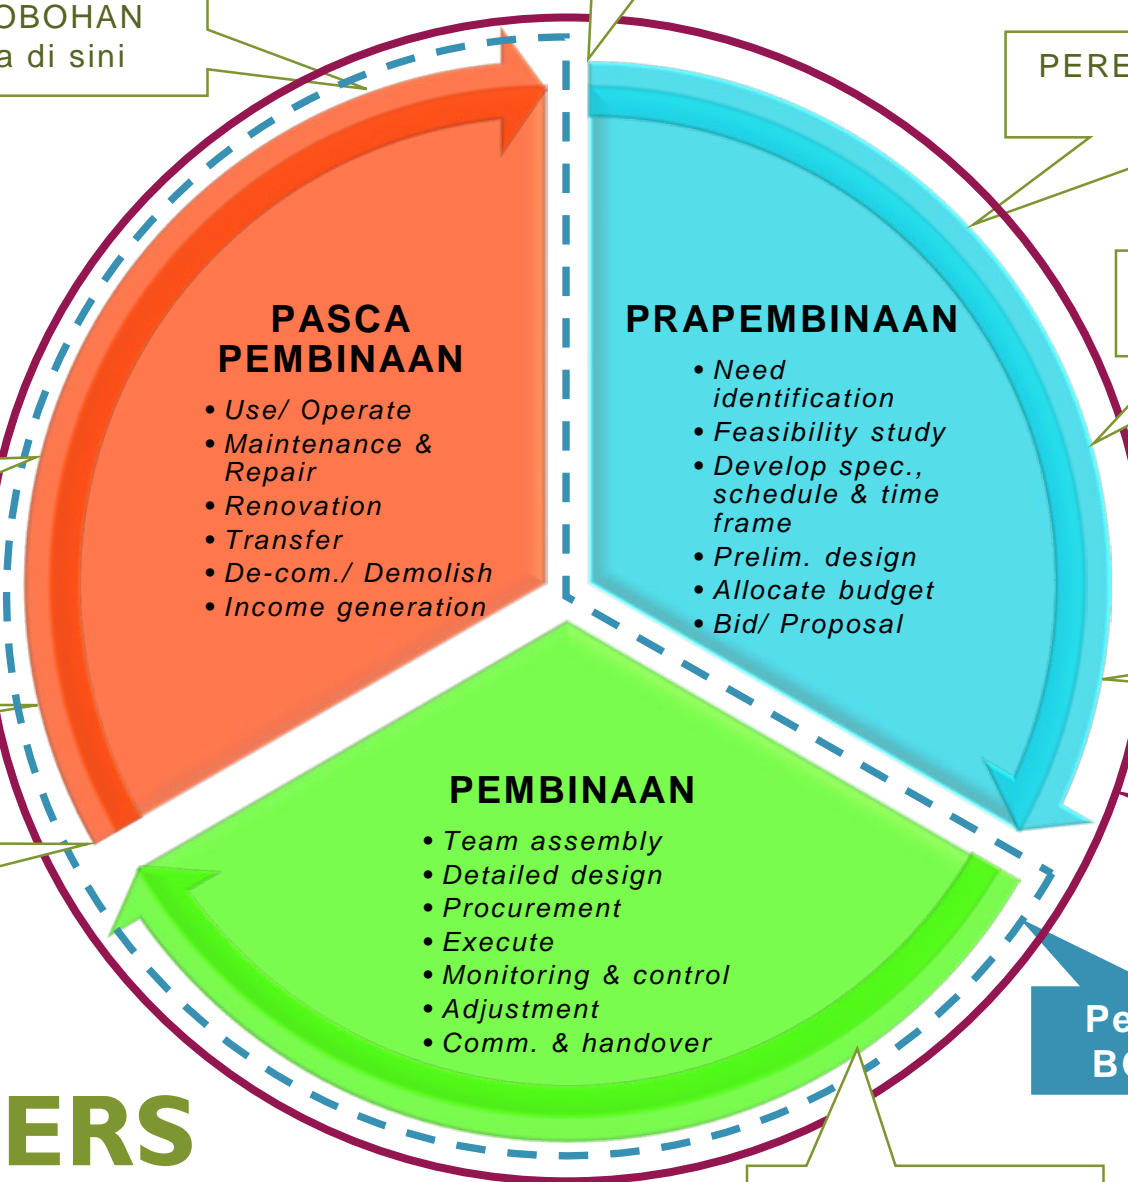 OBOHAN
a di sini
PERE
PASCA
PEMBINAAN
• Use/ Operate
• Maintenance &
Repair
• Renovation
• Transfer
• De-com./ Demolish
• Income generation
PRAPEMBINAAN
• Need
identification
• Feasibility study
• Develop spec.,
schedule & time
frame
• Prelim. design
• Allocate budget
• Bid/ Proposal
PEMBINAAN
• Team assembly
• Detailed design
• Procurement
• Execute
• Monitoring & control
• Adjustment
• Comm. & handover
Pe
BO
ERS